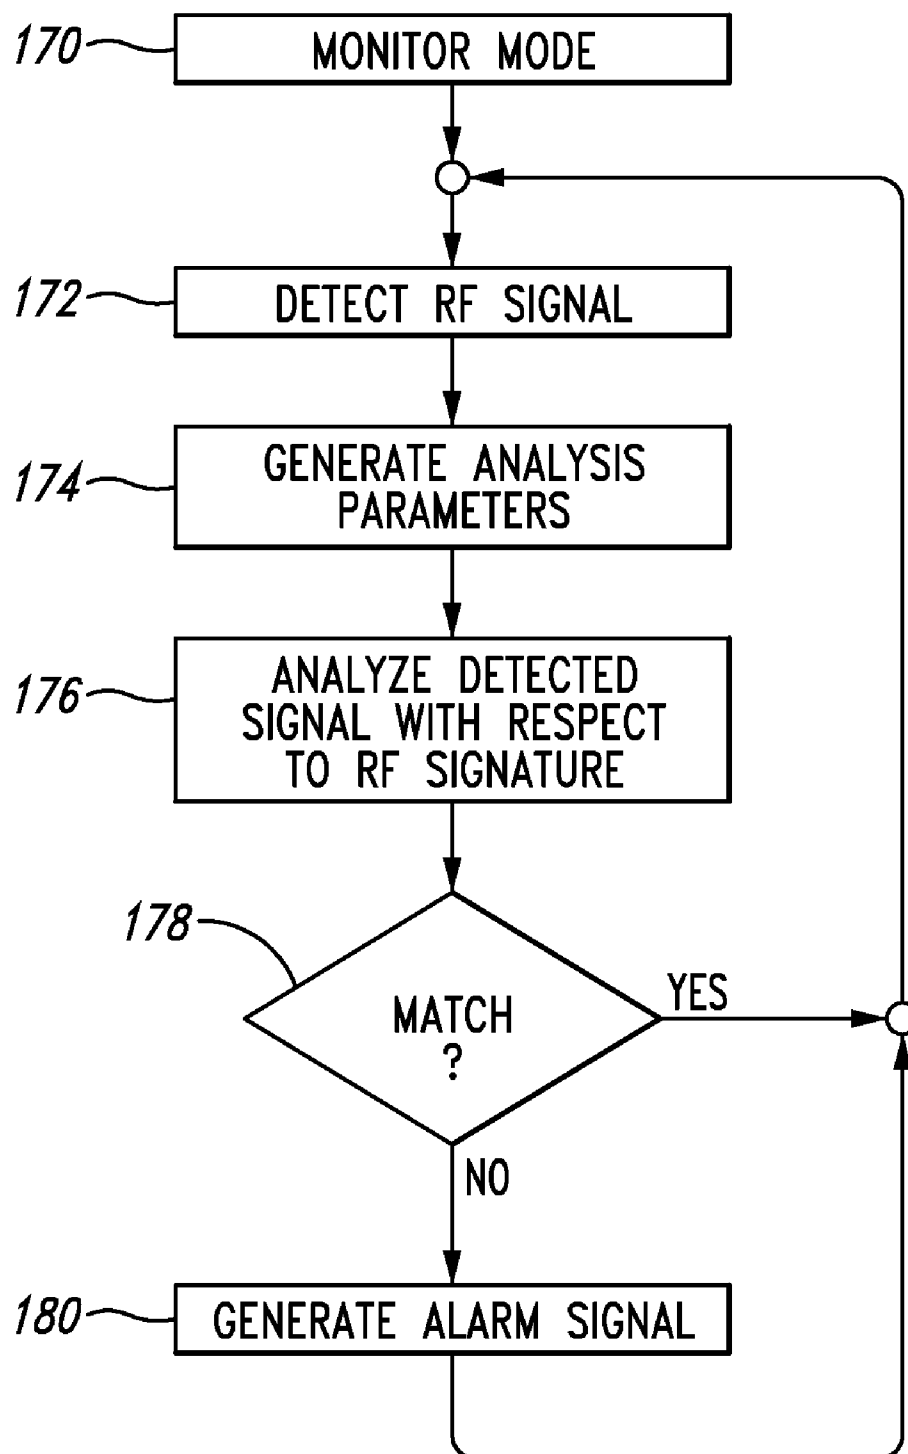 170
MONITOR MODE
172
DETECT RF SIGNAL
174
GENERATE ANALYSIS
PARAMETERS
176
ANALYZE DETECTED
SIGNAL WITH RESPECT
TO RF SIGNATURE
178
MATCH
?
YES
NO
180
GENERATE ALARM SIGNAL